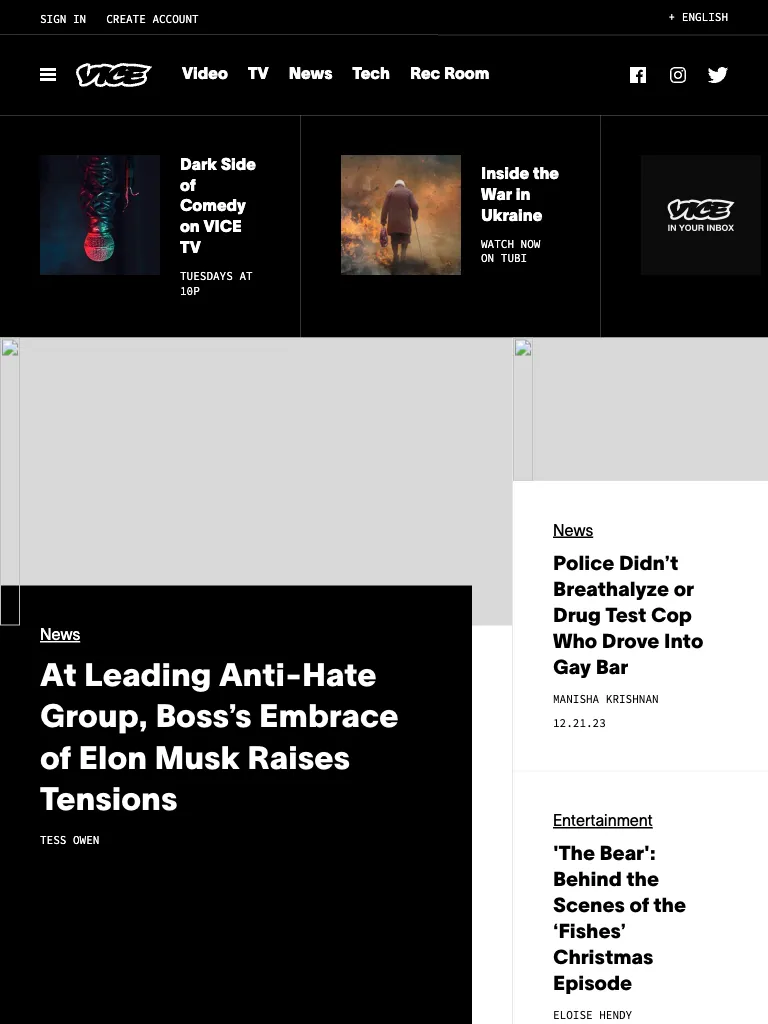 SIGN IN CREATE ACCOUNT
+ ENGLISH
VICE
Video TV News Tech Rec Room
Dark Side
of
Comedy
on VICE
TV
TUESDAYS AT
10P
Inside the
War in
Ukraine
WATCH NOW
ON TUBI
VICE
IN YOUR INBOX
News
At Leading Anti-Hate
Group, Boss’s Embrace
of Elon Musk Raises
Tensions
TESS OWEN
News
Police Didn’t
Breathalyze or
Drug Test Cop
Who Drove Into
Gay Bar
MANISHA KRISHNAN
12.21.23
Entertainment
'The Bear':
Behind the
Scenes of the
‘Fishes’
Christmas
Episode
ELOISE HENDY